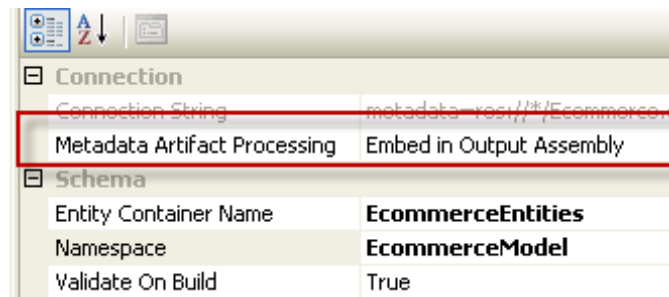 Connection
Connection String metadata=res://*/Ecommerce.
Metadata Artifact Processing Embed in Output Assembly
Schema
Entity Container Name EcommerceEntities
Namespace EcommerceModel
Validate On Build True